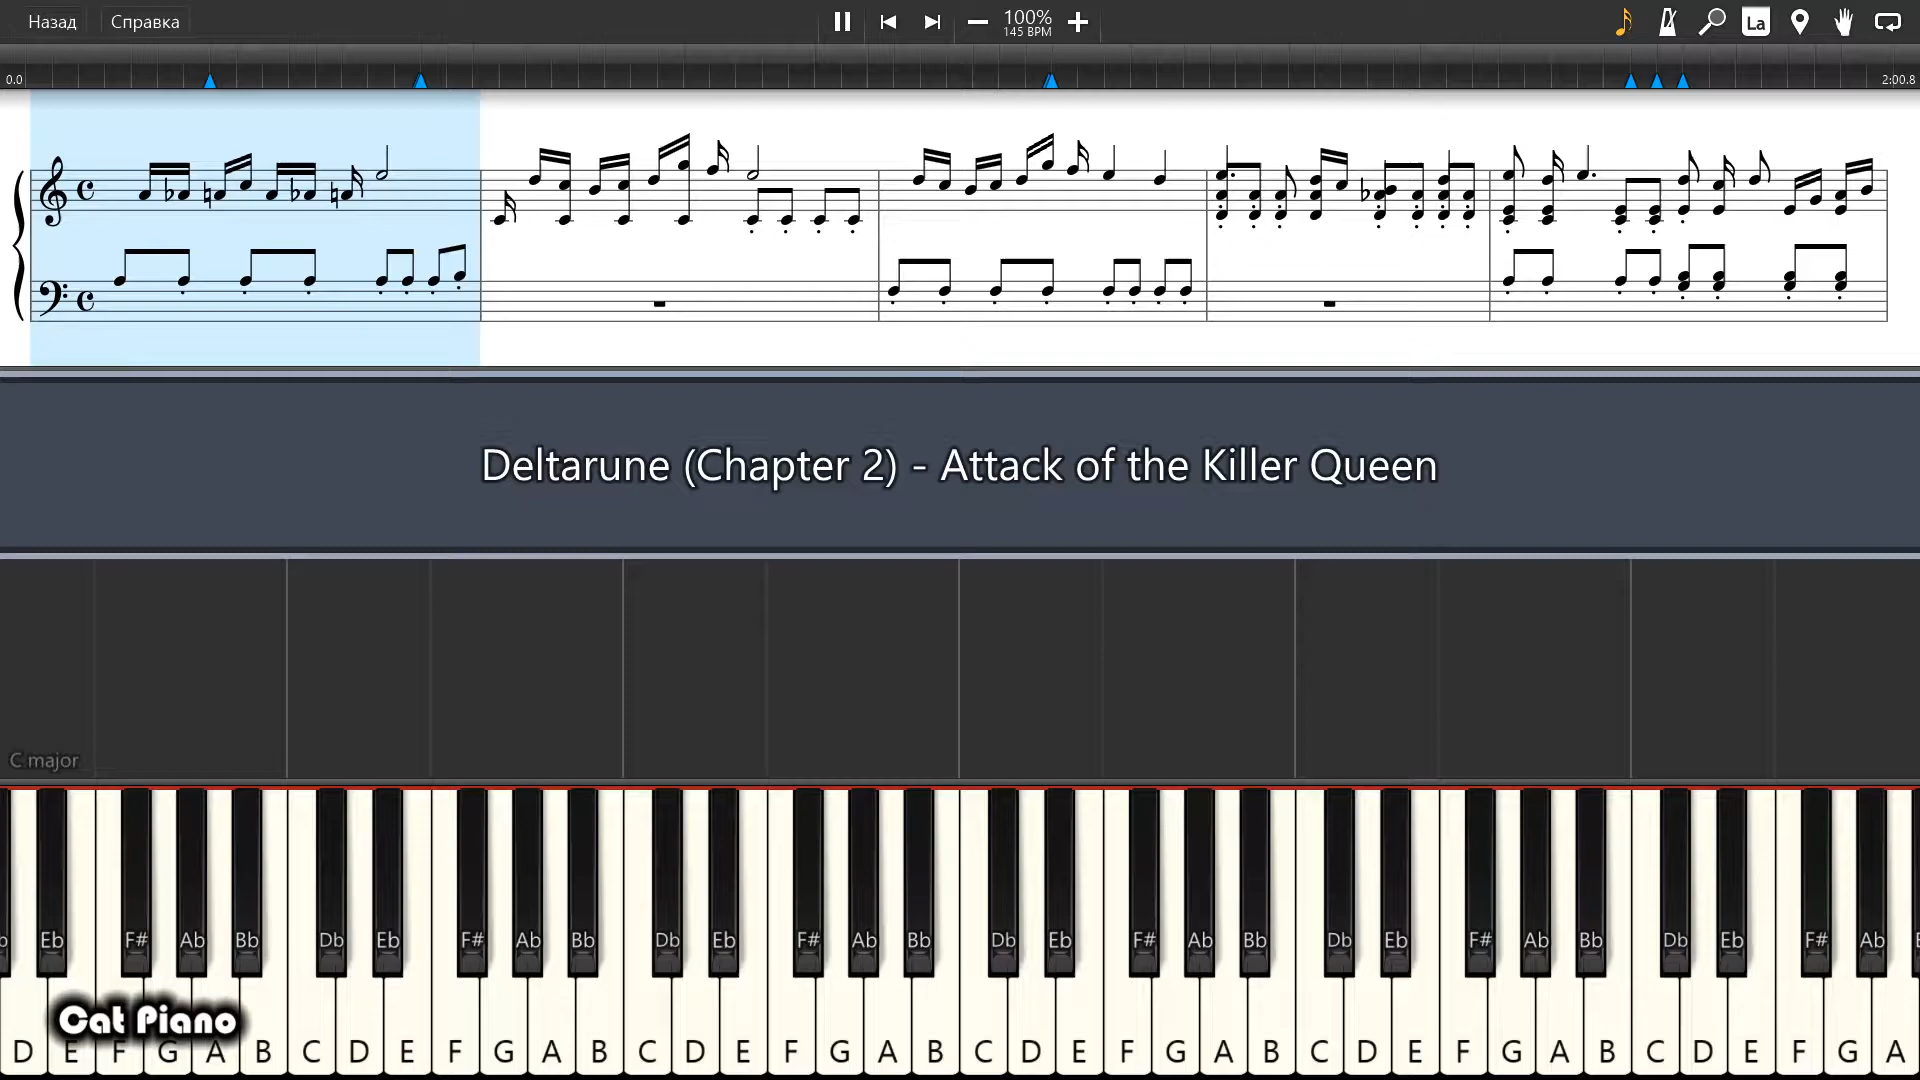 Назад Справка 100%
145 BPM
La
0.0 2:00.8
Deltarune (Chapter 2) - Attack of the Killer Queen
C major
Eb F# Ab Bb Db Eb F# Ab Bb Db Eb F# Ab Bb Db Eb F# Ab Bb Db Eb F# Ab Bb Db Eb F# Ab
Cat Piano
D E F G A B C D E F G A B C D E F G A B C D E F G A B C D E F G A B C D E F G A